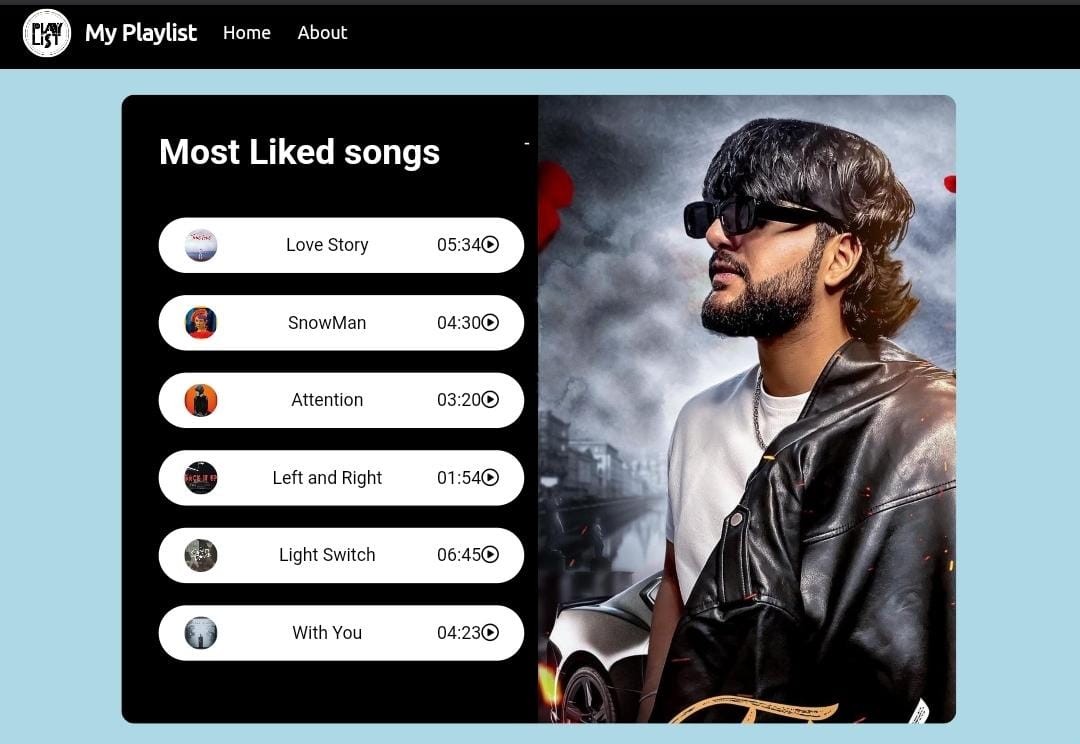 PLAY
LIST
My Playlist Home About
Most Liked songs
-
Love Story 05:34
SnowMan 04:30
Attention 03:20
Left and Right 01:54
Light Switch 06:45
With You 04:23